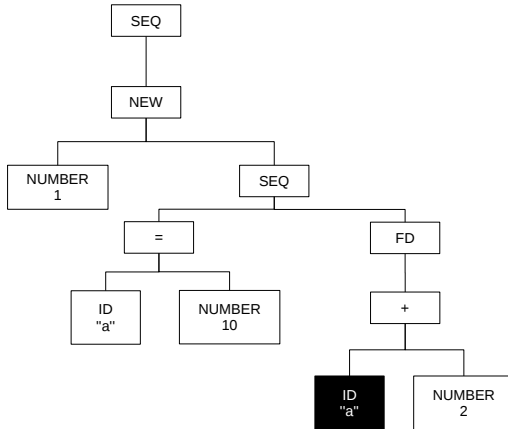 SEQ
NEW
NUMBER
1
SEQ
=
FD
ID
"a"
NUMBER
10
+
ID
"a"
NUMBER
2